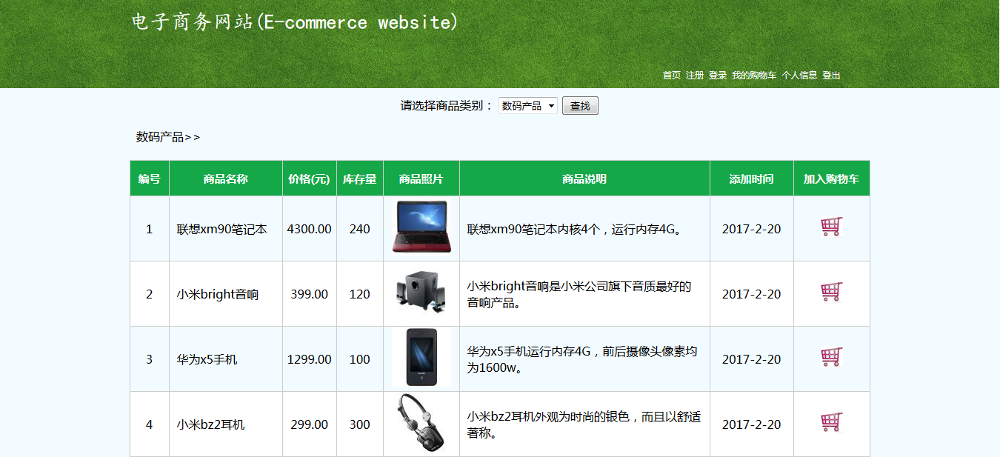 电子商务网站(E-commerce website)
首页 注册 登录 我的购物车 个人信息 登出
请选择商品类别： 数码产品 查找
数码产品>>
编号 商品名称 价格(元) 库存量 商品照片 商品说明 添加时间 加入购物车
1 联想xm90笔记本 4300.00 240 联想xm90笔记本内核4个，运行内存4G。 2017-2-20
2 小米bright音响 399.00 120 小米bright音响是小米公司旗下音质最好的
音响产品。 2017-2-20
3 华为x5手机 1299.00 100 华为x5手机运行内存4G，前后摄像头像素均
为1600w。 2017-2-20
4 小米bz2耳机 299.00 300 小米bz2耳机外观为时尚的银色，而且以舒适
著称。 2017-2-20